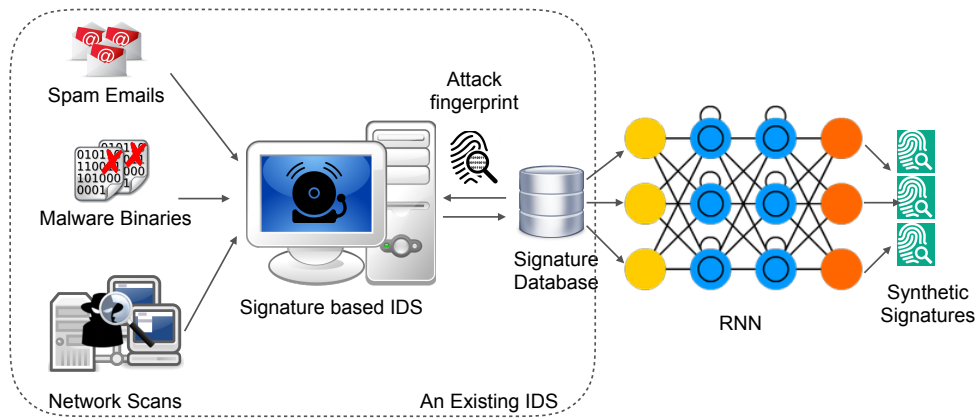 Spam Emails
Malware Binaries
Network Scans
Signature based IDS
Attack
fingerprint
Signature
Database
An Existing IDS
RNN
Synthetic
Signatures